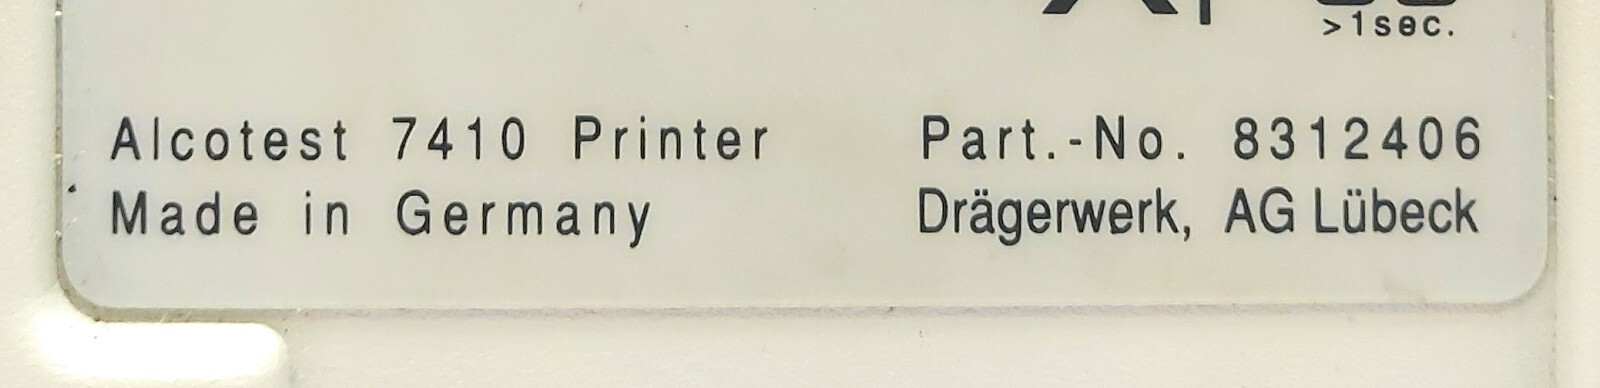 >1sec.
Alcotest 7410 Printer
Part.-No. 8312406
Made in Germany
Drägerwerk, AG Lübeck